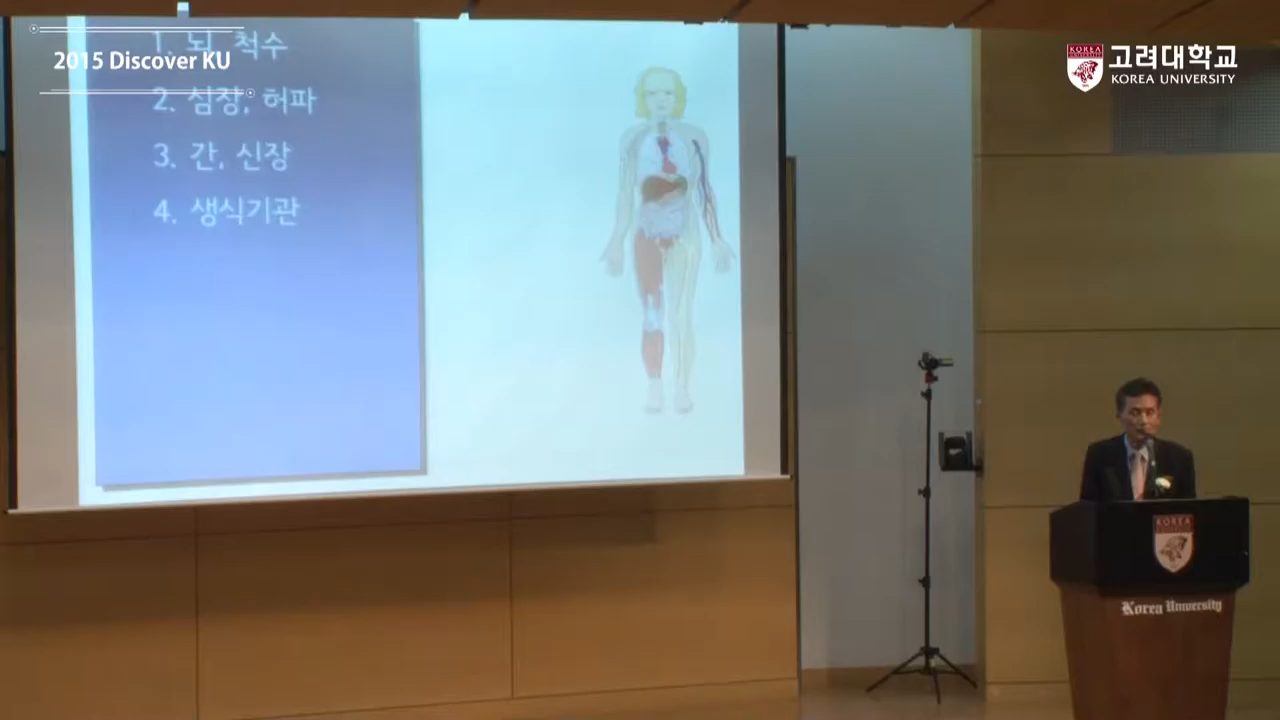 1. 뇌, 척수
2015 Discover KU
2. 심장, 허파
3. 간, 신장
4. 생식기관
KOREA
고려대학교
KOREA UNIVERSITY
KOREA
Korea University